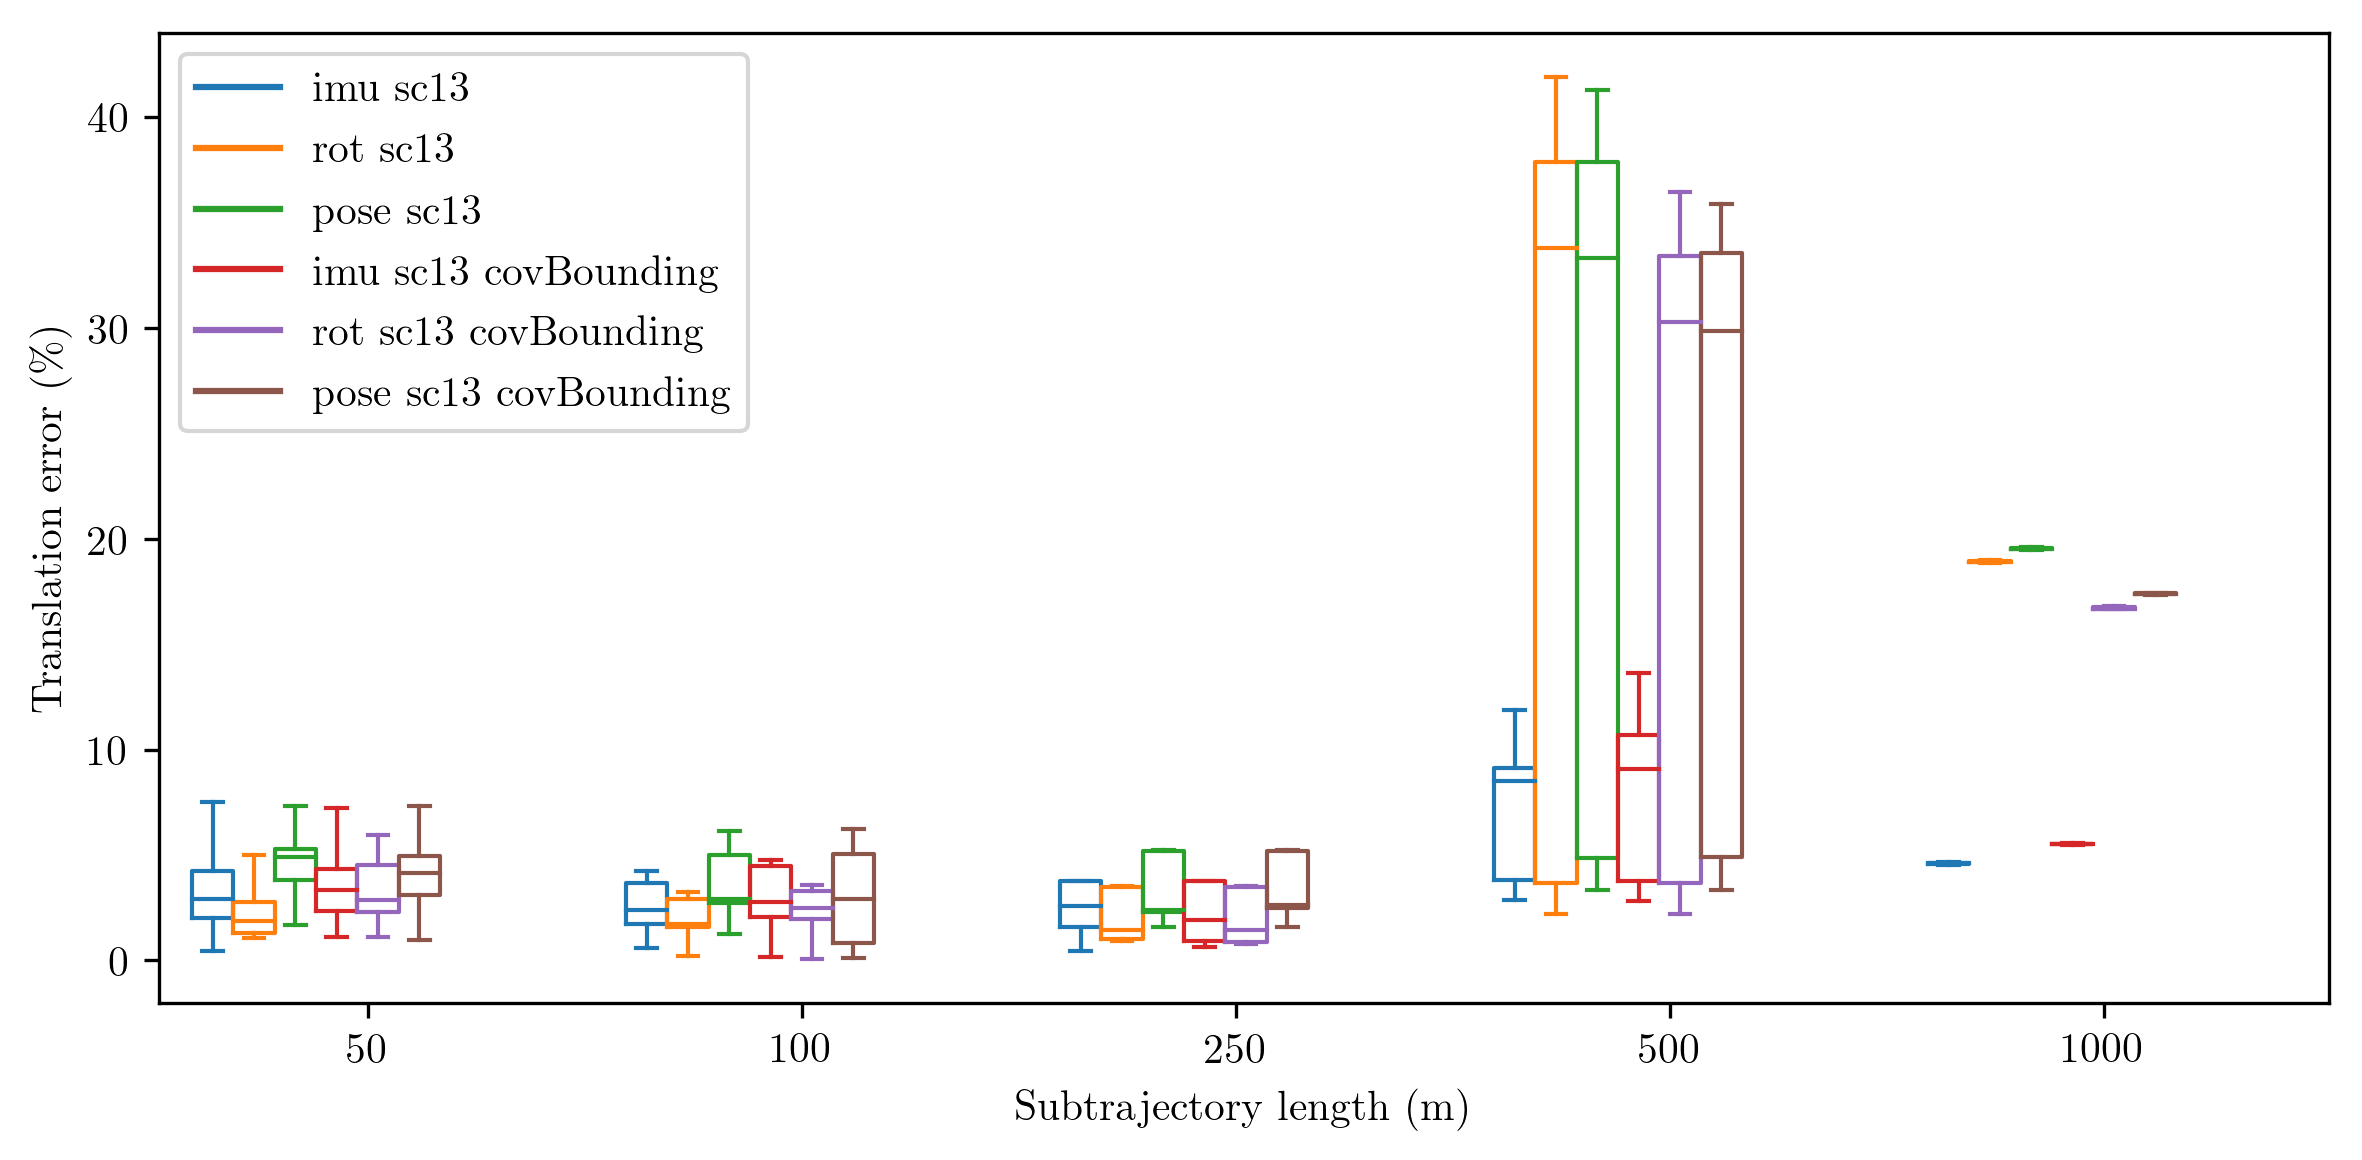 imu sc13
rot sc13
pose sc13
imu sc13 covBounding
rot sc13 covBounding
pose sc13 covBounding
Translation error (%)
40
30
20
10
0
50 100 250 500 1000
Subtrajectory length (m)